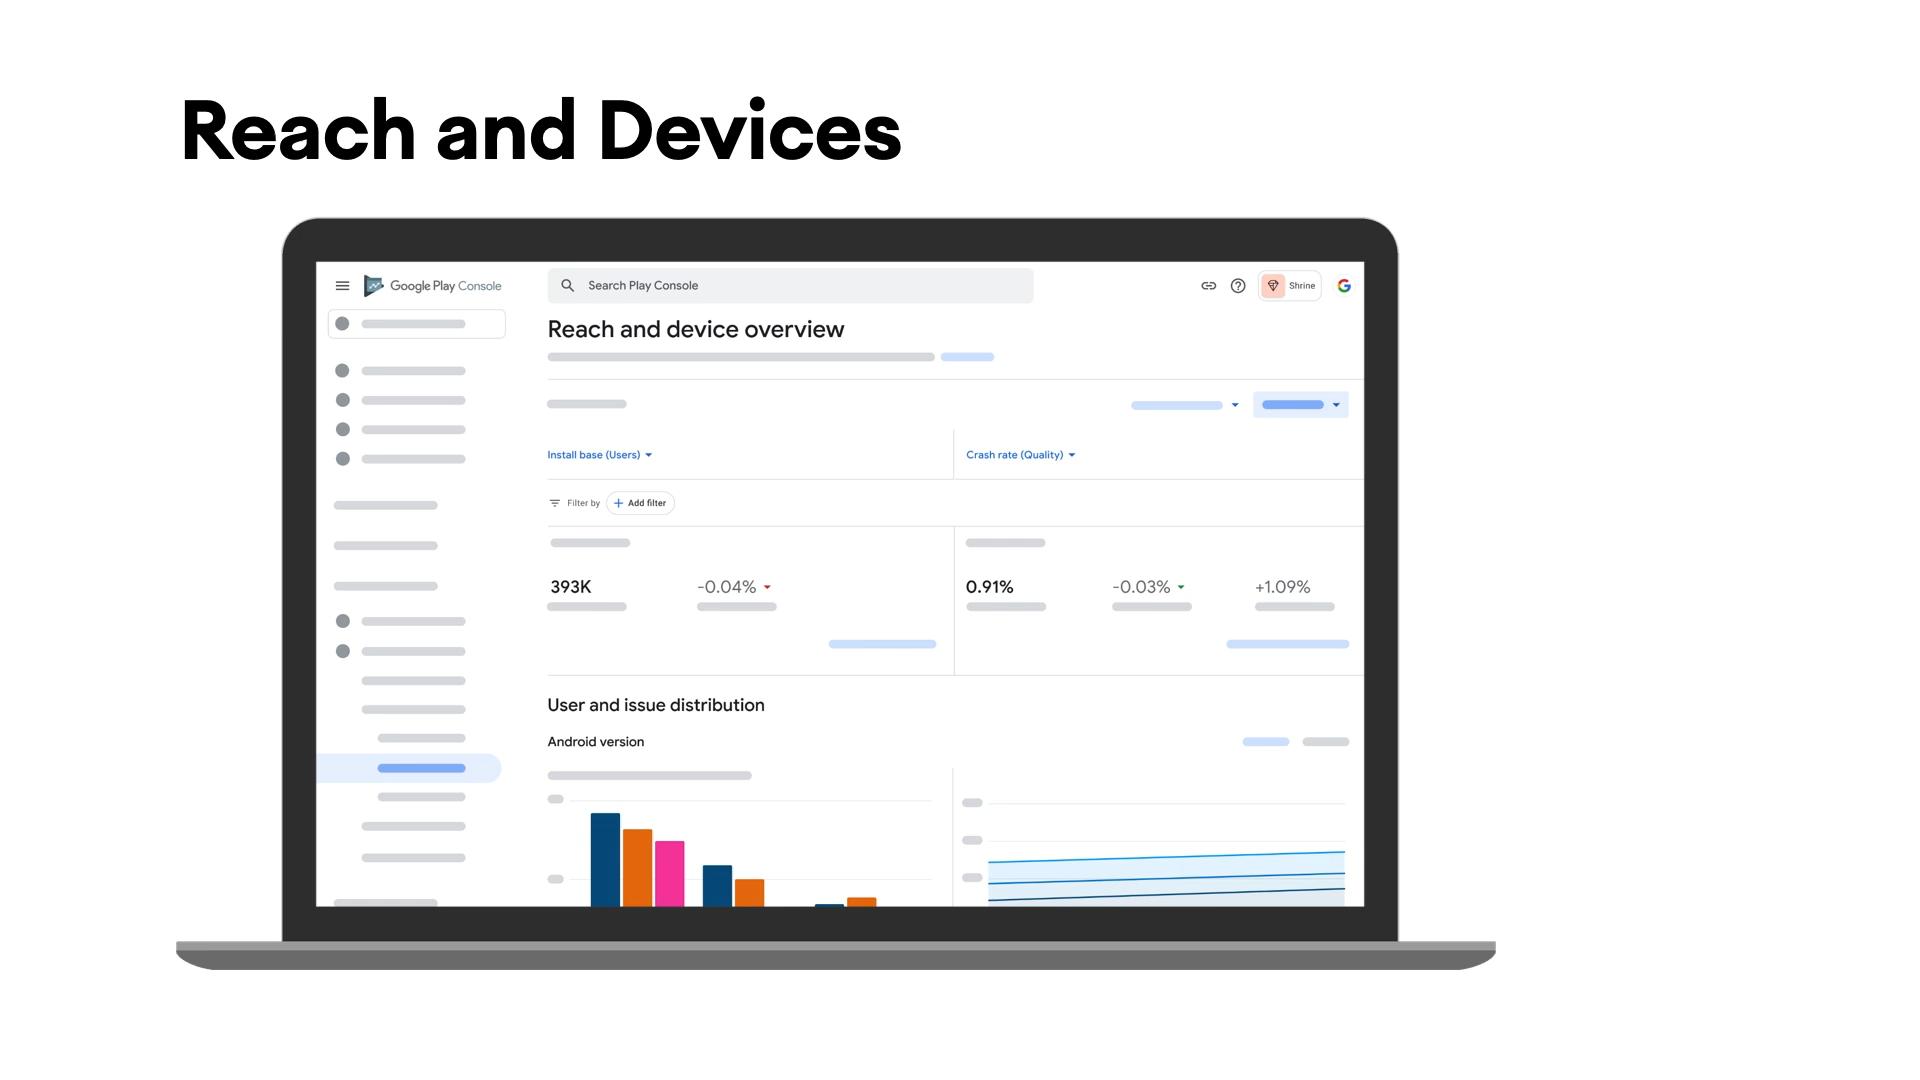 Reach and Devices
Google Play Console
Search Play Console
Shrine
Reach and device overview
Install base (Users)
Crash rate (Quality)
Filter by
Add filter
393K
-0.04%
0.91%
-0.03%
+1.09%
User and issue distribution
Android version